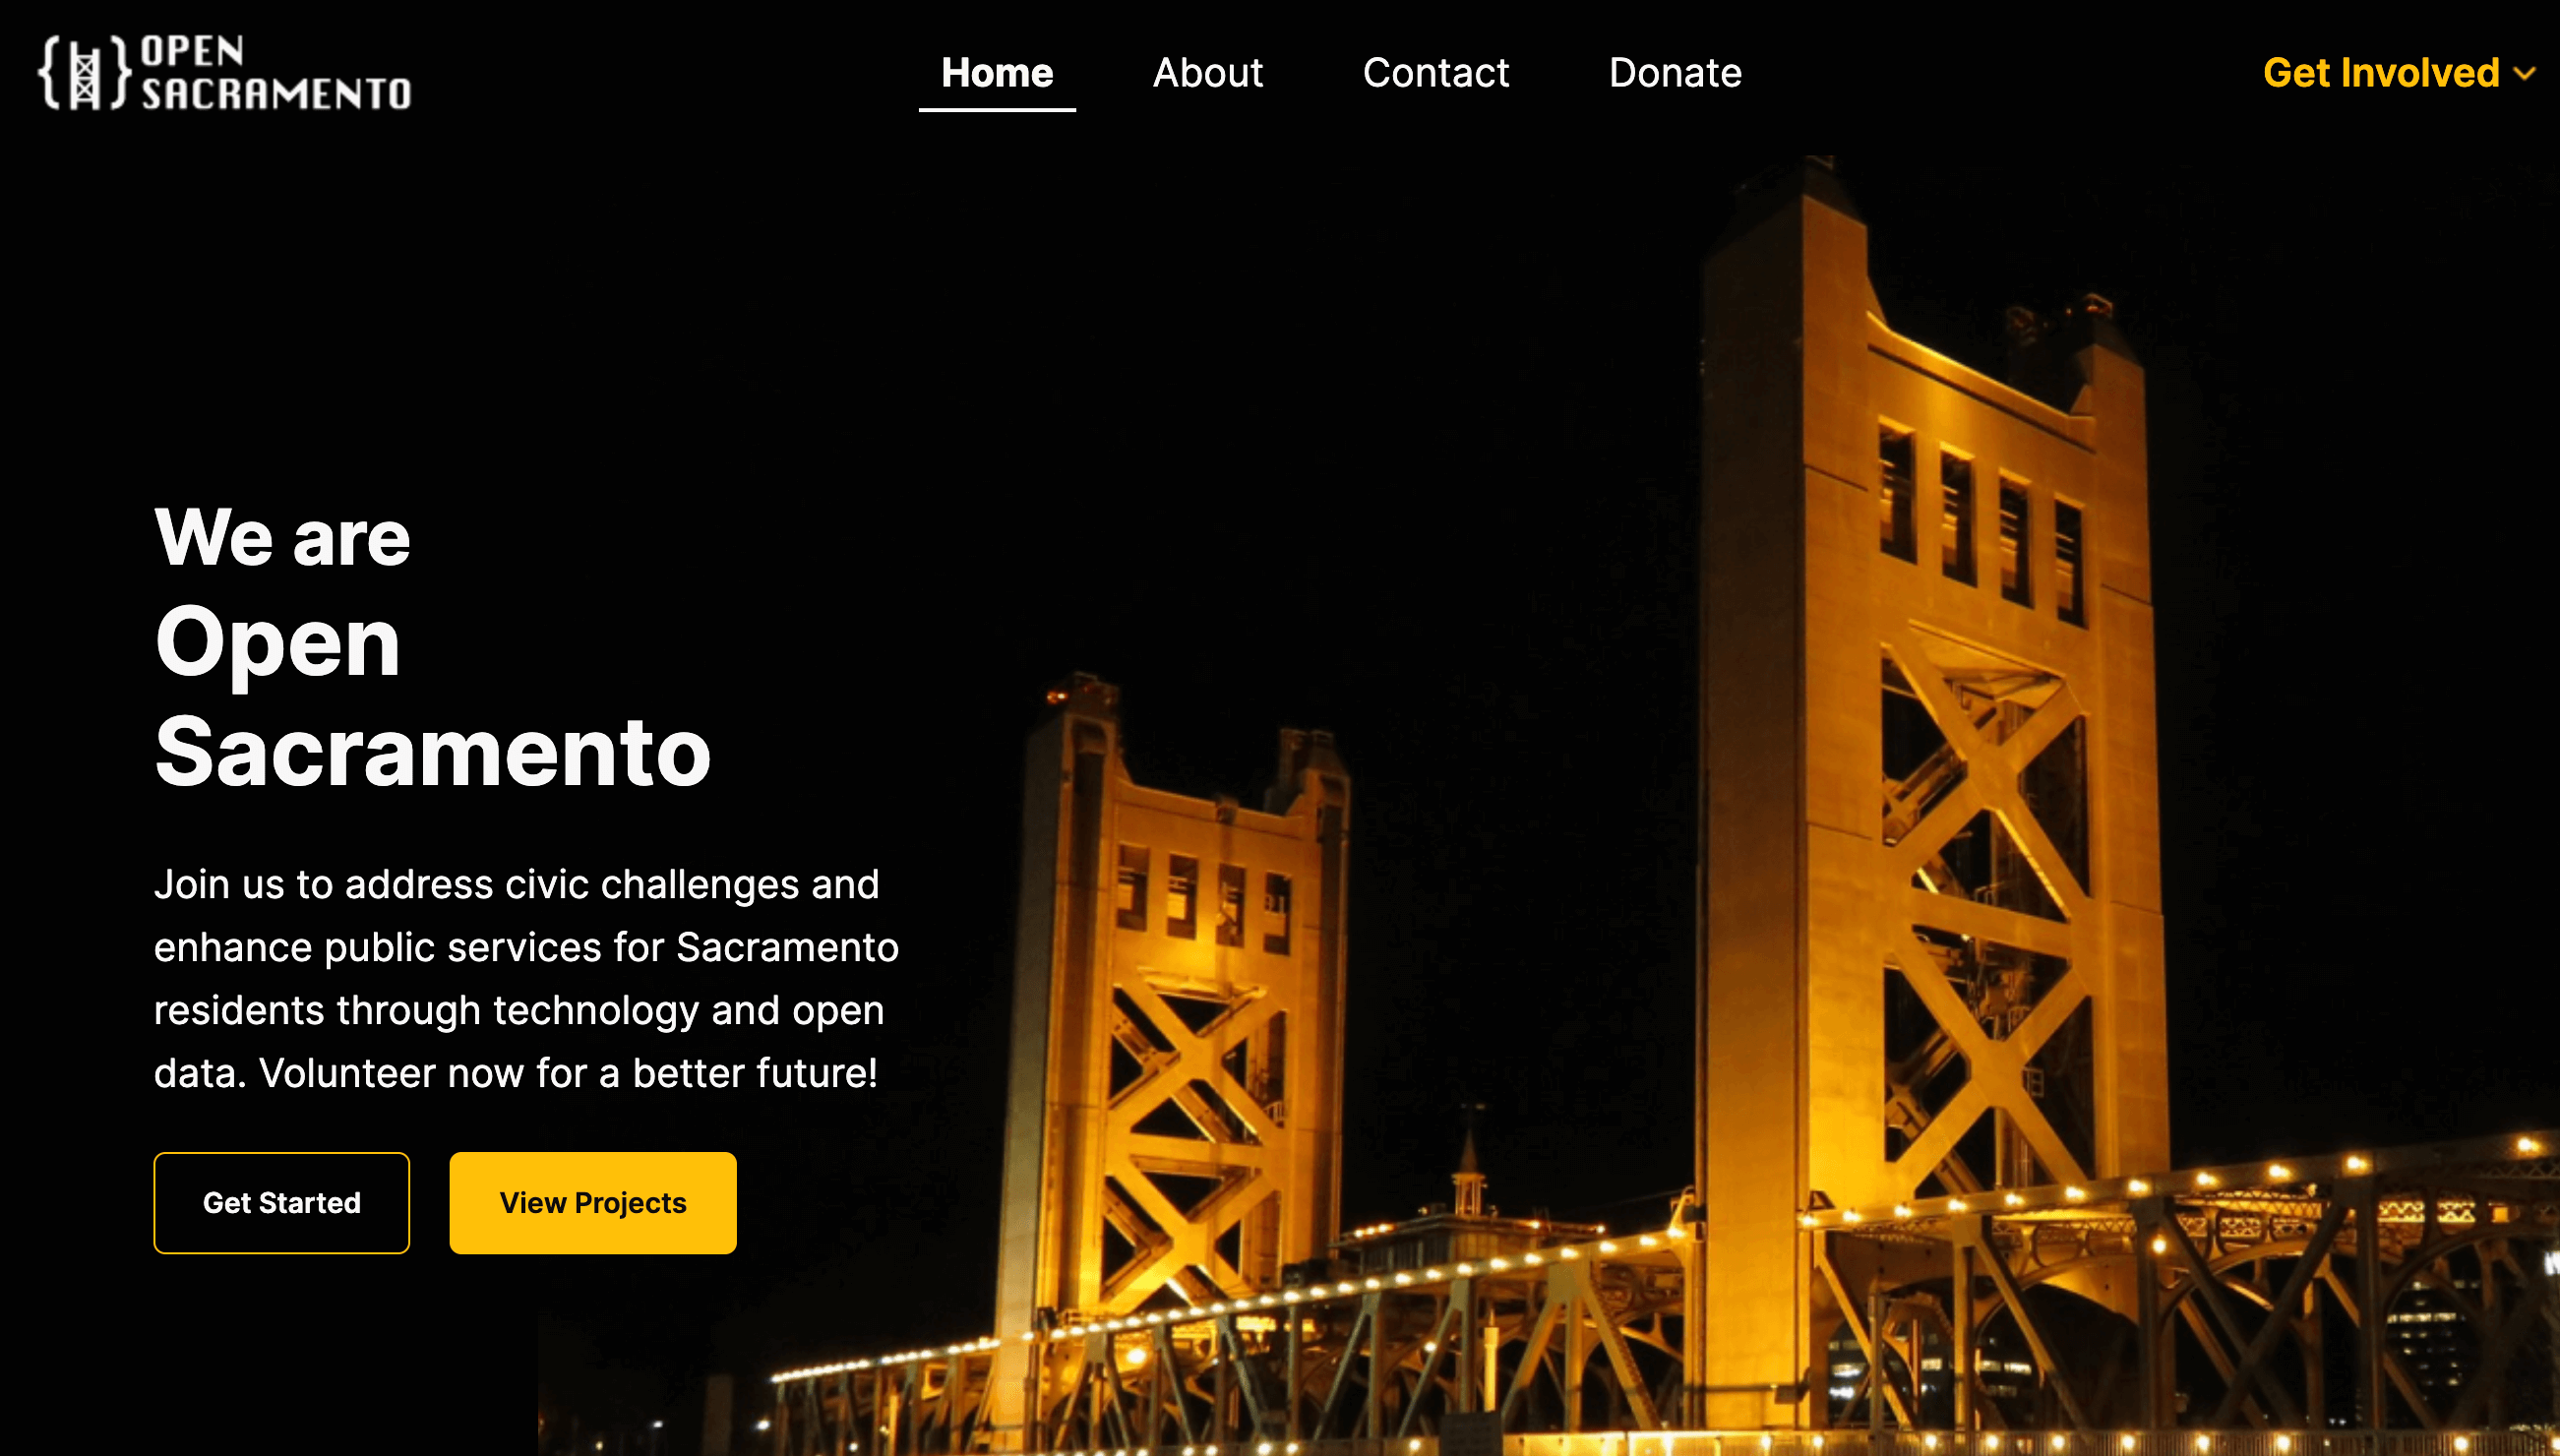 OPEN
SACRAMENTO
Home
About
Contact
Donate
Get Involved
We are
Open
Sacramento
Join us to address civic challenges and
enhance public services for Sacramento
residents through technology and open
data. Volunteer now for a better future!
Get Started
View Projects